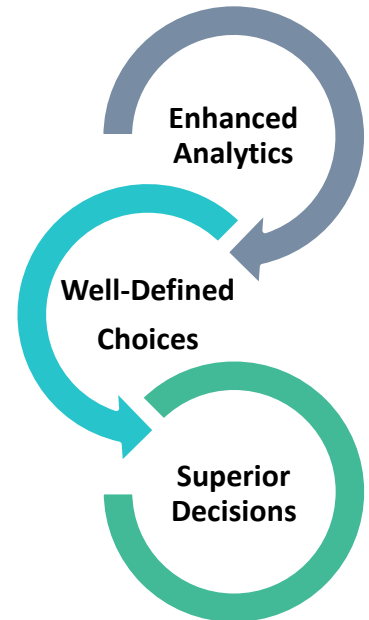 Enhanced
Analytics
Well-Defined
Choices
Superior
Decisions